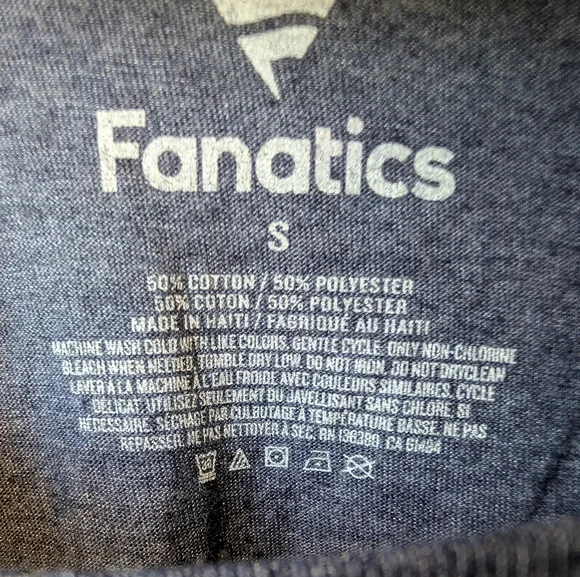 Fanatics
S
50% COTTON / 50% POLYESTER
50% COTON / 50% POLYESTER
MADE IN HAITI / FABRIQUÉ AU HAITI
MACHINE WASH COLD WITH LIKE COLORS. GENTLE CYCLE. ONLY NON-CHLORINE
BLEACH WHEN NEEDED. TUMBLE DRY LOW. DO NOT IRON. DO NOT DRYCLEAN
LAVER À LA MACHINE À L'EAU FROIDE AVEC COULEURS SIMILAIRES. CYCLE
DÉLICAT. UTILISEZ SEULEMENT DU JAVELLISANT SANS CHLORE, SI
NÉCESSAIRE. SÉCHAGE PAR CULBUTAGE À TEMPÉRATURE BASSE. NE PAS
REPASSER. NE PAS NETTOYER À SEC. RN 136380. CA 61484